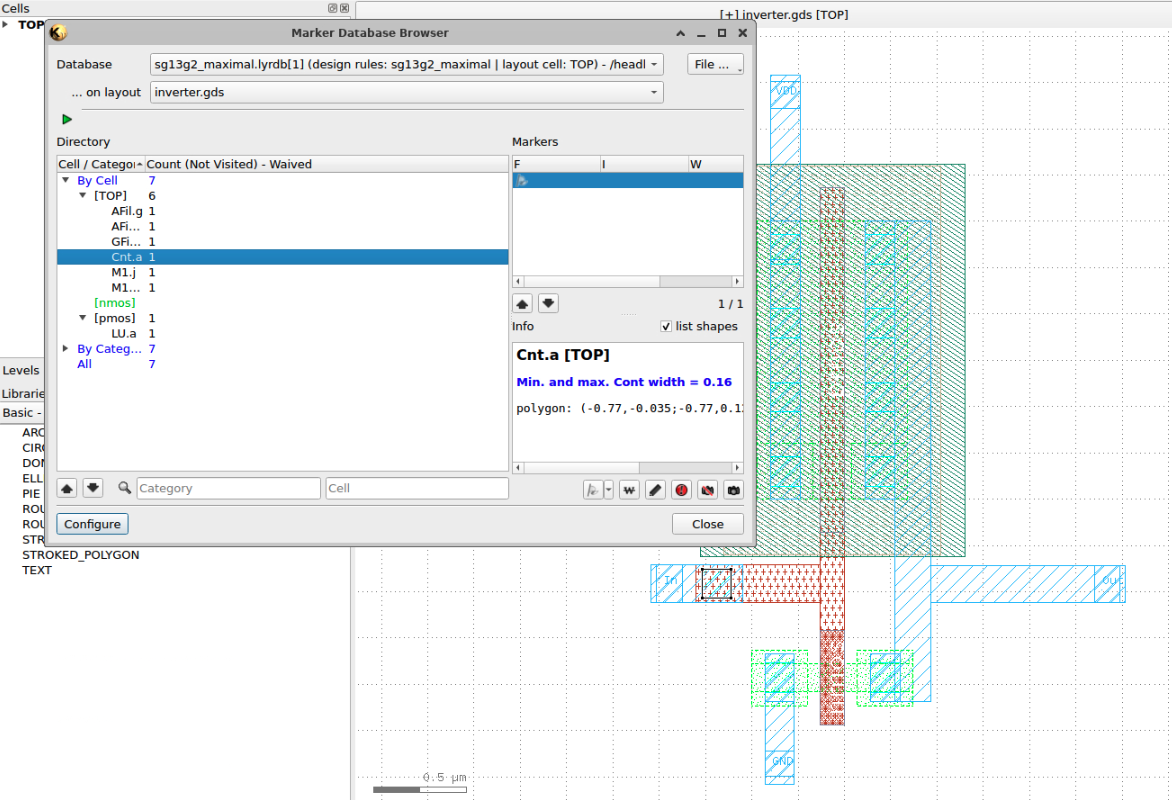 Cells
[+] inverter.gds [TOP]
TOP
Marker Database Browser
Database
sg13g2_maximal.lyrdb[1] (design rules: sg13g2_maximal | layout cell: TOP) - /headl
File ...
... on layout
inverter.gds
Directory
Markers
Cell / Categor
Count (Not Visited) - Waived
F
I
W
By Cell 7
[TOP] 6
AFil.g 1
AFi... 1
GFi... 1
Cnt.a 1
M1.j 1
M1... 1
[nmos]
[pmos] 1
LU.a 1
By Categ... 7
All 7
1 / 1
Info
list shapes
Cnt.a [TOP]
Min. and max. Cont width = 0.16
polygon: (-0.77,-0.035;-0.77,0.1
Category
Cell
Configure
Close
Levels
Librarie
Basic -
ARC
CIR
DON
ELL
PIE
ROU
ROU
STR
STROKED_POLYGON
TEXT
VDD
In
Out
GND
0.5 µm